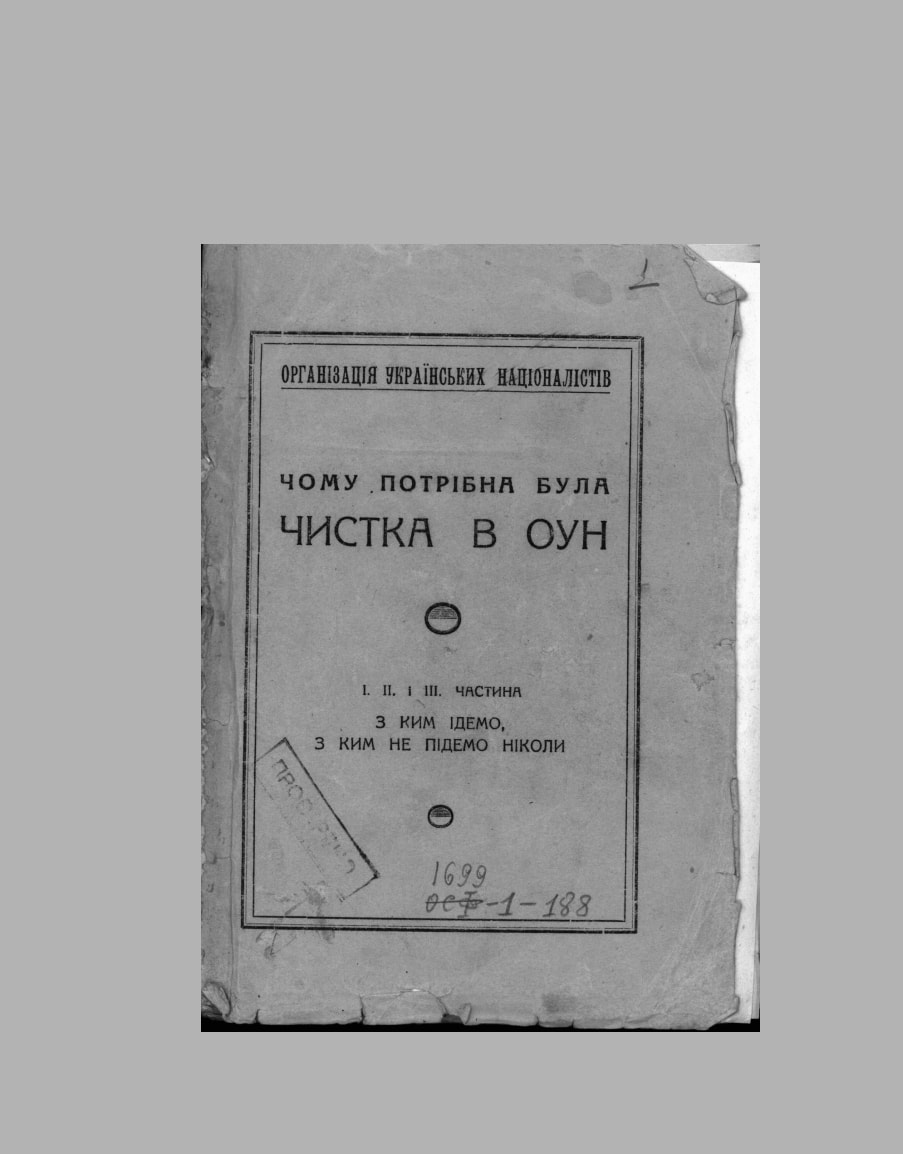 1
ОРГАНІЗАЦІЯ УКРАЇНСЬКИХ НАЦІОНАЛІСТІВ
ЧОМУ ПОТРІБНА БУЛА
ЧИСТКА В ОУН
I. II. і III. ЧАСТИНА
З КИМ ІДЕМО,
З КИМ НЕ ПІДЕМО НІКОЛИ
1699
-1-188